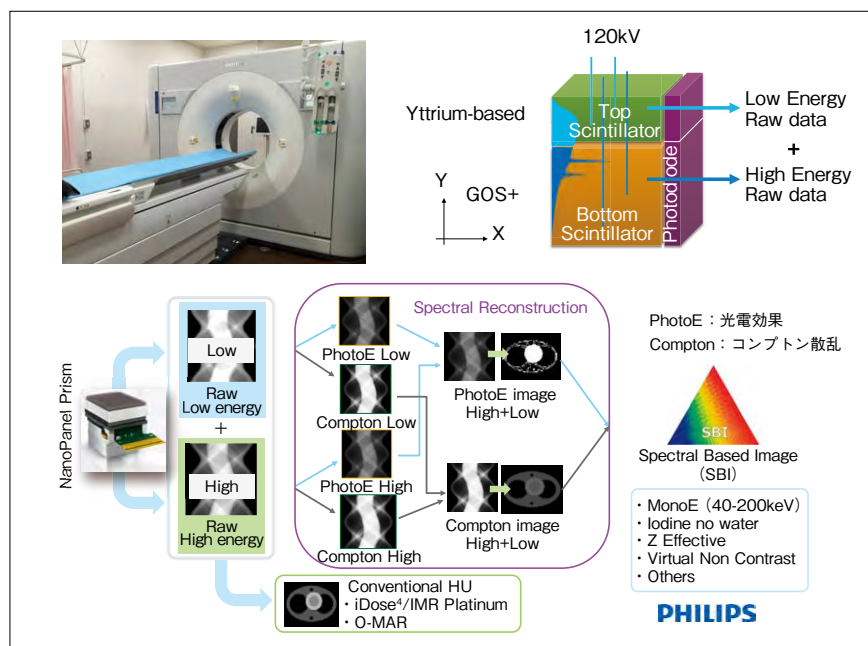 120kV
Yttrium-based
Top
Scintillator
Low Energy
Raw data
+
High Energy
Raw data
Photodiode
Y
X
GOS+
Bottom
Scintillator
NanoPanel Prism
Low
Raw
Low energy
+
High
Raw
High energy
Spectral Reconstruction
PhotoE Low
Compton Low
PhotoE High
Compton High
PhotoE image
High+Low
Compton image
High+Low
Conventional HU
・iDose⁴/IMR Platinum
・O-MAR
PhotoE：光電効果
Compton：コンプトン散乱
SBI
Spectral Based Image
(SBI)
・MonoE（40-200keV）
・Iodine no water
・Z Effective
・Virtual Non Contrast
・Others
PHILIPS